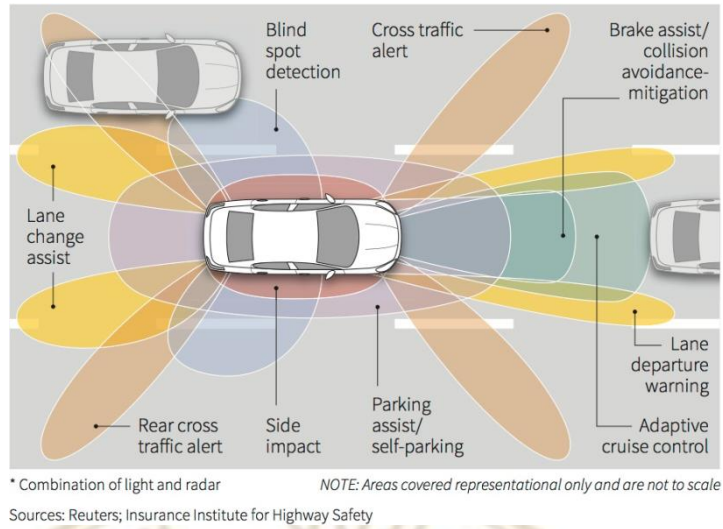 Blind
spot
detection
Cross traffic
alert
Brake assist/
collision
avoidance-
mitigation
Lane
change
assist
Rear cross
traffic alert
Side
impact
Parking
assist/
self-parking
Lane
departure
warning
Adaptive
cruise control
* Combination of light and radar
NOTE: Areas covered representational only and are not to scale
Sources: Reuters; Insurance Institute for Highway Safety